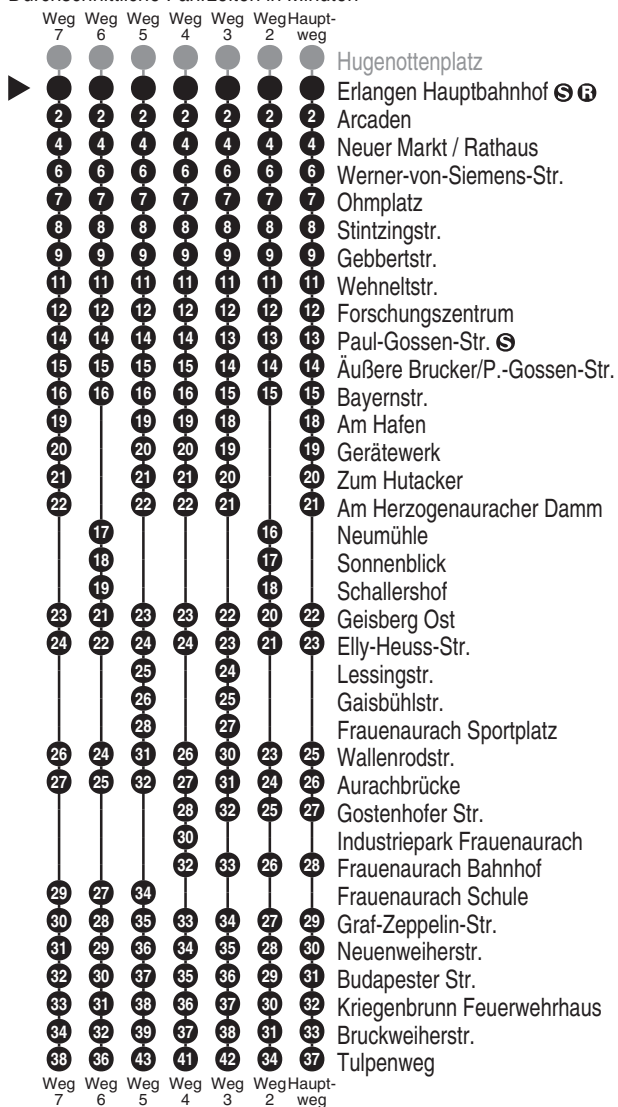 Weg Weg Weg Weg Weg Weg Haupt-
7 6 5 4 3 2 weg
Hugenottenplatz
Erlangen Hauptbahnhof S R
2 2 2 2 2 2 2 Arcaden
4 4 4 4 4 4 4 Neuer Markt / Rathaus
6 6 6 6 6 6 6 Werner-von-Siemens-Str.
7 7 7 7 7 7 7 Ohmplatz
8 8 8 8 8 8 8 Stintzingstr.
9 9 9 9 9 9 9 Gebbertstr.
11 11 11 11 11 11 11 Wehneltstr.
12 12 12 12 12 12 12 Forschungszentrum
14 14 14 14 13 13 13 Paul-Gossen-Str. S
15 15 15 15 14 14 14 Äußere Brucker/P.-Gossen-Str.
16 16 16 16 15 15 15 Bayernstr.
19 19 19 18 18 Am Hafen
20 20 20 19 19 Gerätewerk
21 21 21 20 20 Zum Hutacker
22 22 22 21 21 Am Herzogenauracher Damm
17 16 Neumühle
18 17 Sonnenblick
19 18 Schallershof
23 21 23 23 22 20 22 Geisberg Ost
24 22 24 24 23 21 23 Elly-Heuss-Str.
25 24 Lessingstr.
26 25 Gaisbühlstr.
28 27 Frauenaurach Sportplatz
26 24 31 26 30 23 25 Wallenrodstr.
27 25 32 27 31 24 26 Aurachbrücke
28 32 25 27 Gostenhofer Str.
30 Industriepark Frauenaurach
32 33 26 28 Frauenaurach Bahnhof
29 27 34 Frauenaurach Schule
30 28 35 33 34 27 29 Graf-Zeppelin-Str.
31 29 36 34 35 28 30 Neuenweiherstr.
32 30 37 35 36 29 31 Budapester Str.
33 31 38 36 37 30 32 Kriegenbrunn Feuerwehrhaus
34 32 39 37 38 31 33 Bruckweiherstr.
38 36 43 41 42 34 37 Tulpenweg
Weg Weg Weg Weg Weg Weg Haupt-
7 6 5 4 3 2 weg